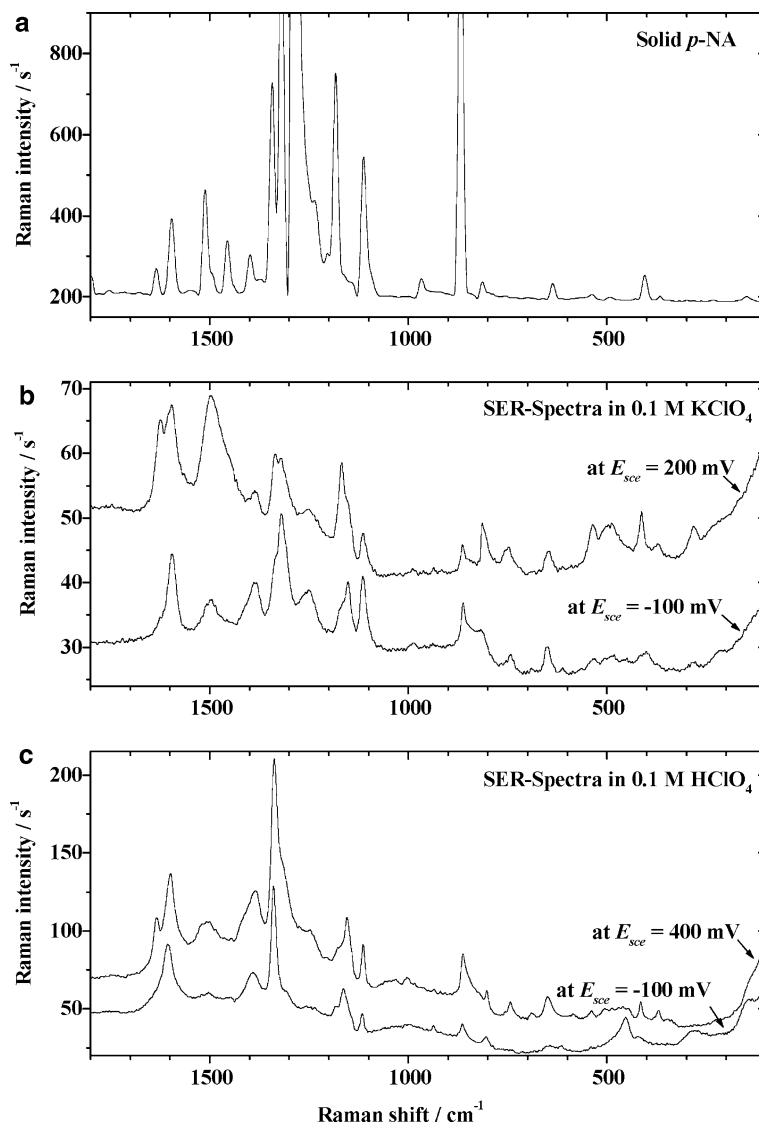 a
Solid p-NA
Raman intensity / s⁻¹
800
600
400
200
1500
1000
500
b
SER-Spectra in 0.1 M KClO₄
Raman intensity / s⁻¹
70
60
50
40
30
at E_sce = 200 mV
at E_sce = -100 mV
1500
1000
500
c
SER-Spectra in 0.1 M HClO₄
Raman intensity / s⁻¹
200
150
100
50
at E_sce = 400 mV
at E_sce = -100 mV
1500
1000
500
Raman shift / cm⁻¹